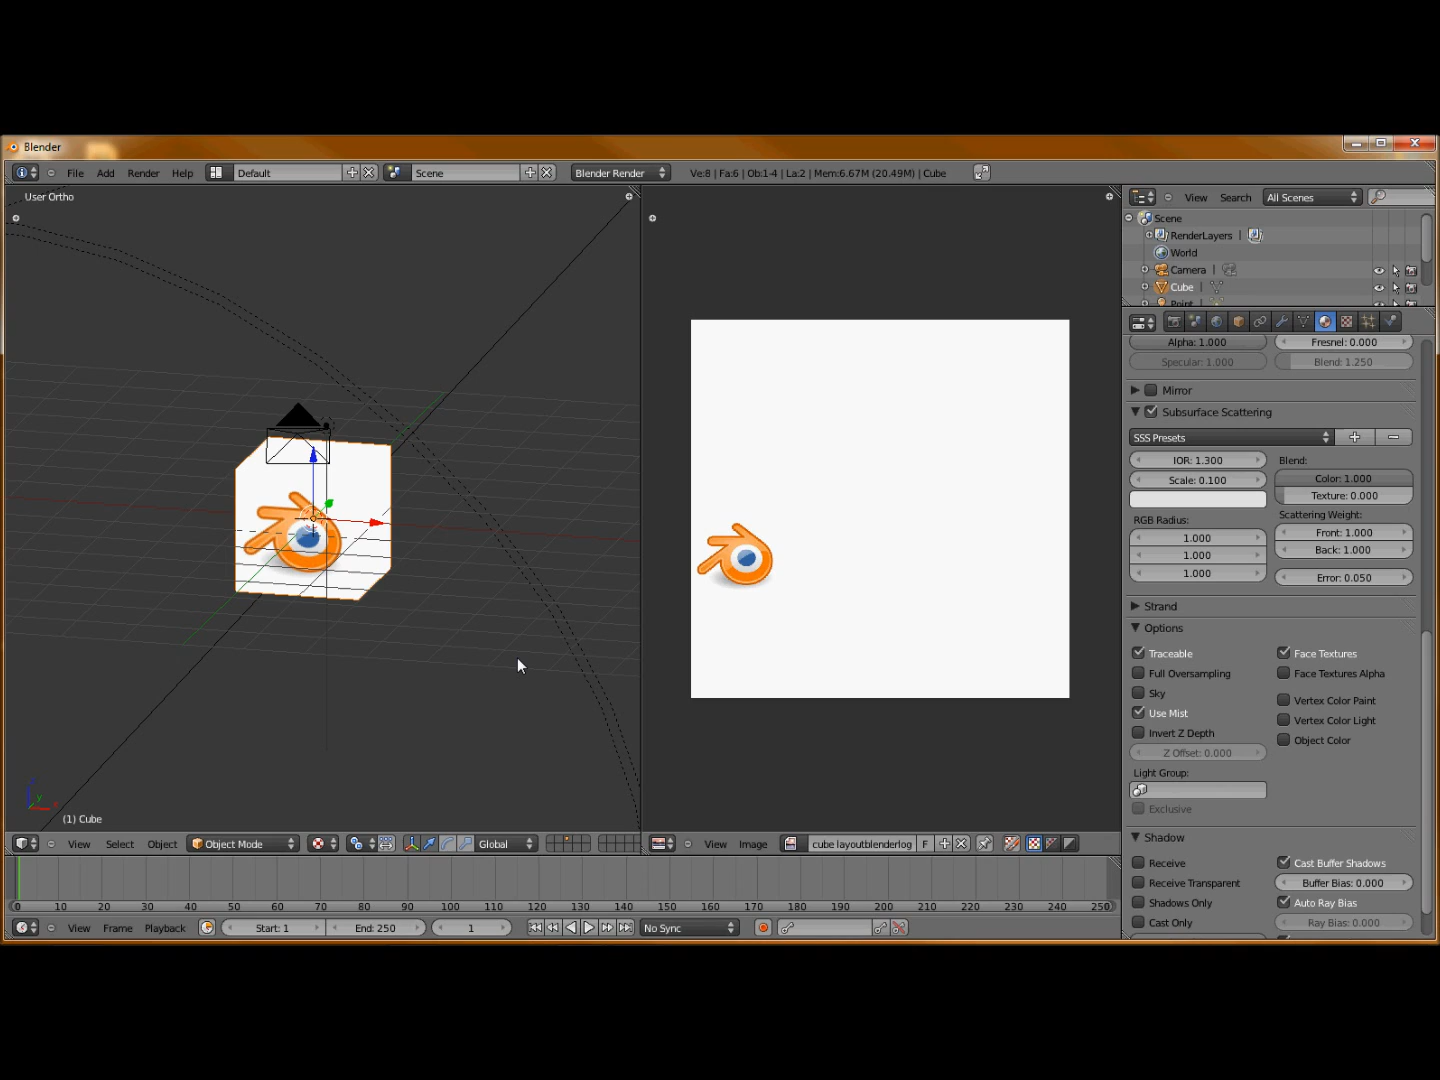 Blender
File Add Render Help Default Scene Blender Render Ve:8 | Fa:6 | Ob:1-4 | La:2 | Mem:6.67M (20.49M) | Cube
User Ortho
(1) Cube
View Select Object Object Mode Global
View Image cube layoutblenderlog F
0 10 20 30 40 50 60 70 80 90 100 110 120 130 140 150 160 170 180 190 200 210 220 230 240 250
View Frame Playback Start: 1 End: 250 1 No Sync
View Search All Scenes
Scene
RenderLayers |
World
Camera |
Cube |
Point |
Alpha: 1.000 Fresnel: 0.000
Specular: 1.000 Blend: 1.250
Mirror
Subsurface Scattering
SSS Presets
IOR: 1.300 Blend:
Scale: 0.100 Color: 1.000
Texture: 0.000
RGB Radius: Scattering Weight:
1.000 Front: 1.000
1.000 Back: 1.000
1.000 Error: 0.050
Strand
Options
Traceable Face Textures
Full Oversampling Face Textures Alpha
Sky Vertex Color Paint
Use Mist Vertex Color Light
Invert Z Depth Object Color
Z Offset: 0.000
Light Group:
Exclusive
Shadow
Receive Cast Buffer Shadows
Receive Transparent Buffer Bias: 0.000
Shadows Only Auto Ray Bias
Cast Only Ray Bias: 0.000